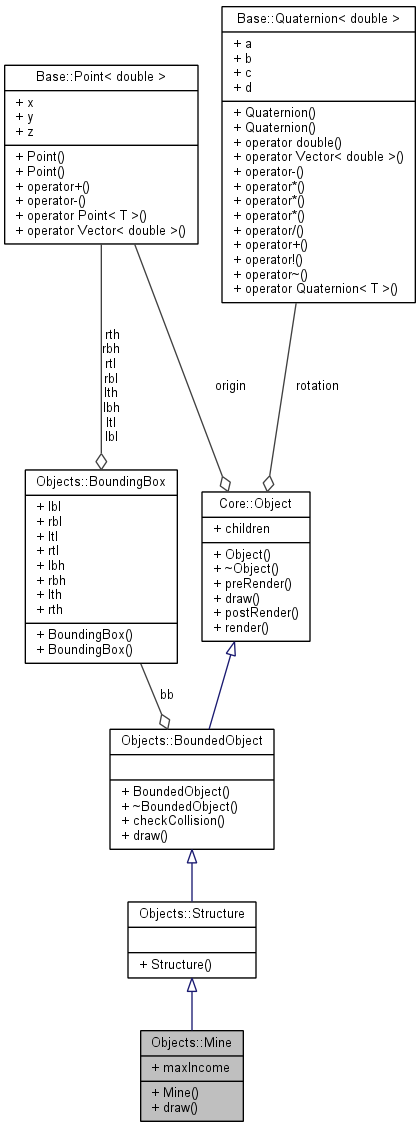 Base::Quaternion< double >
+ a
+ b
+ c
+ d
+ Quaternion()
+ Quaternion()
+ operator double()
+ operator Vector< double >()
+ operator-()
+ operator*()
+ operator*()
+ operator*()
+ operator/()
+ operator+()
+ operator!()
+ operator~()
+ operator Quaternion< T >()
Base::Point< double >
+ x
+ y
+ z
+ Point()
+ Point()
+ operator+()
+ operator-()
+ operator Point< T >()
+ operator Vector< double >()
rth
rbh
rtl
rbl
lth
lbh
ltl
lbl
origin
rotation
Objects::BoundingBox
+ lbl
+ rbl
+ ltl
+ rtl
+ lbh
+ rbh
+ lth
+ rth
+ BoundingBox()
+ BoundingBox()
Core::Object
+ children
+ Object()
+ ~Object()
+ preRender()
+ draw()
+ postRender()
+ render()
bb
Objects::BoundedObject
+ BoundedObject()
+ ~BoundedObject()
+ checkCollision()
+ draw()
Objects::Structure
+ Structure()
Objects::Mine
+ maxIncome
+ Mine()
+ draw()